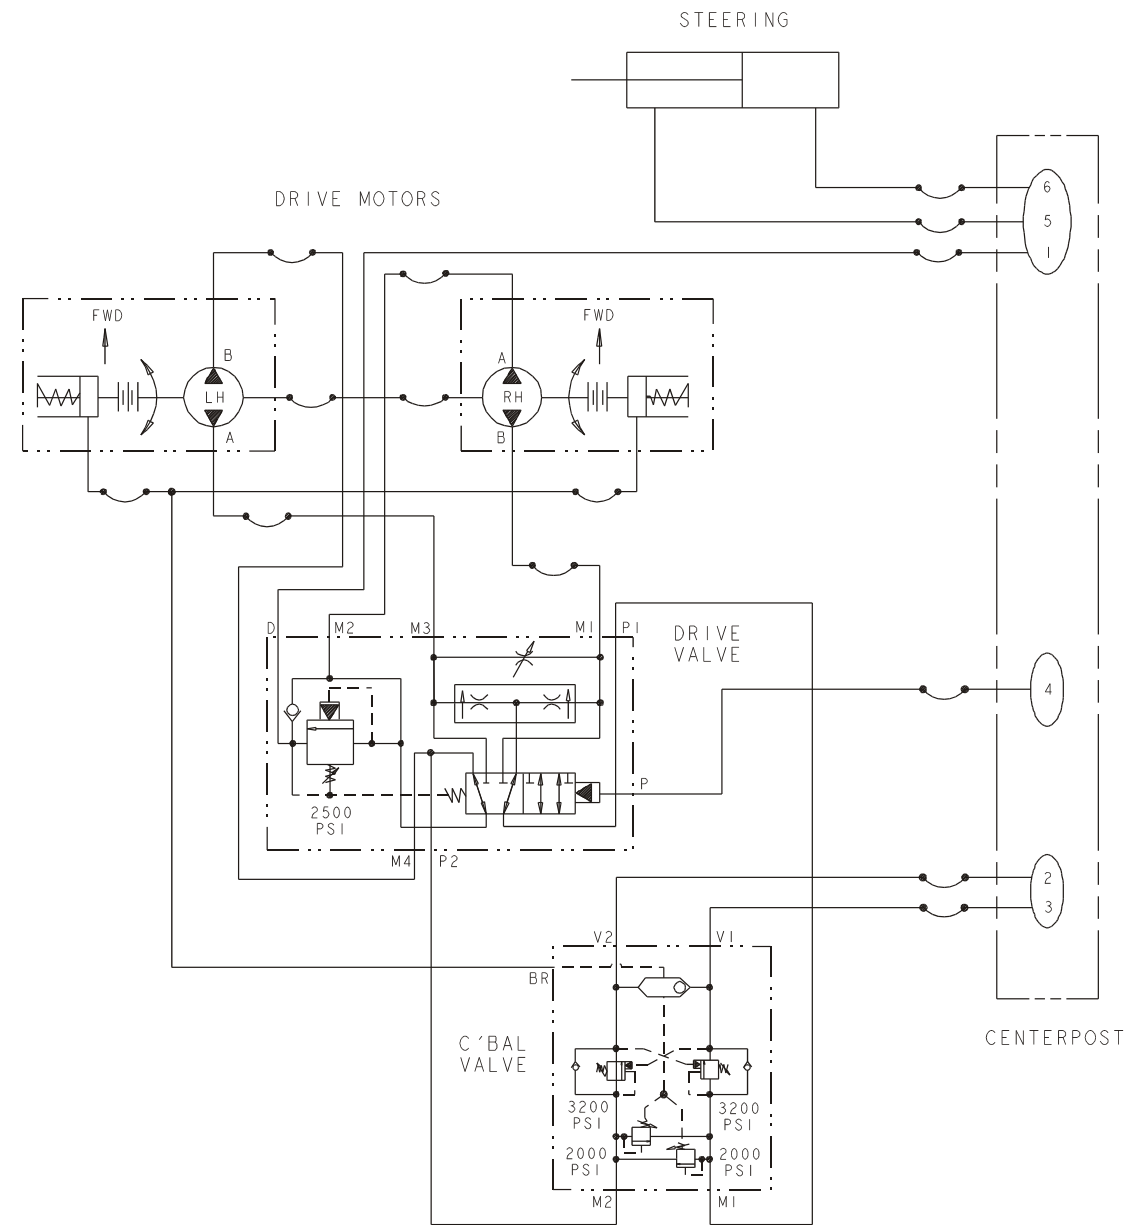 STEERING
6
DRIVE MOTORS
5
1
FWD
FWD
B
A
LH
RH
A
B
D
M2
M3
M1
P1
DRIVE
VALVE
4
P
2500
PSI
M4
P2
2
3
V2
V1
BR
CENTERPOST
C'BAL
VALVE
3200
PSI
3200
PSI
2000
PSI
2000
PSI
M2
M1